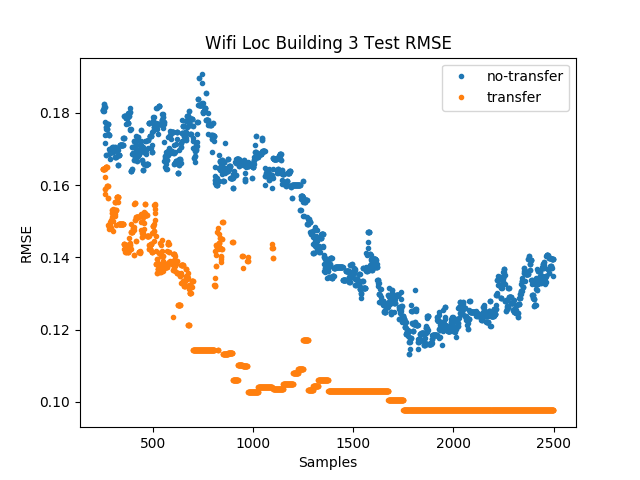 Wifi Loc Building 3 Test RMSE
no-transfer
transfer
RMSE
0.18
0.16
0.14
0.12
0.10
500 1000 1500 2000 2500
Samples